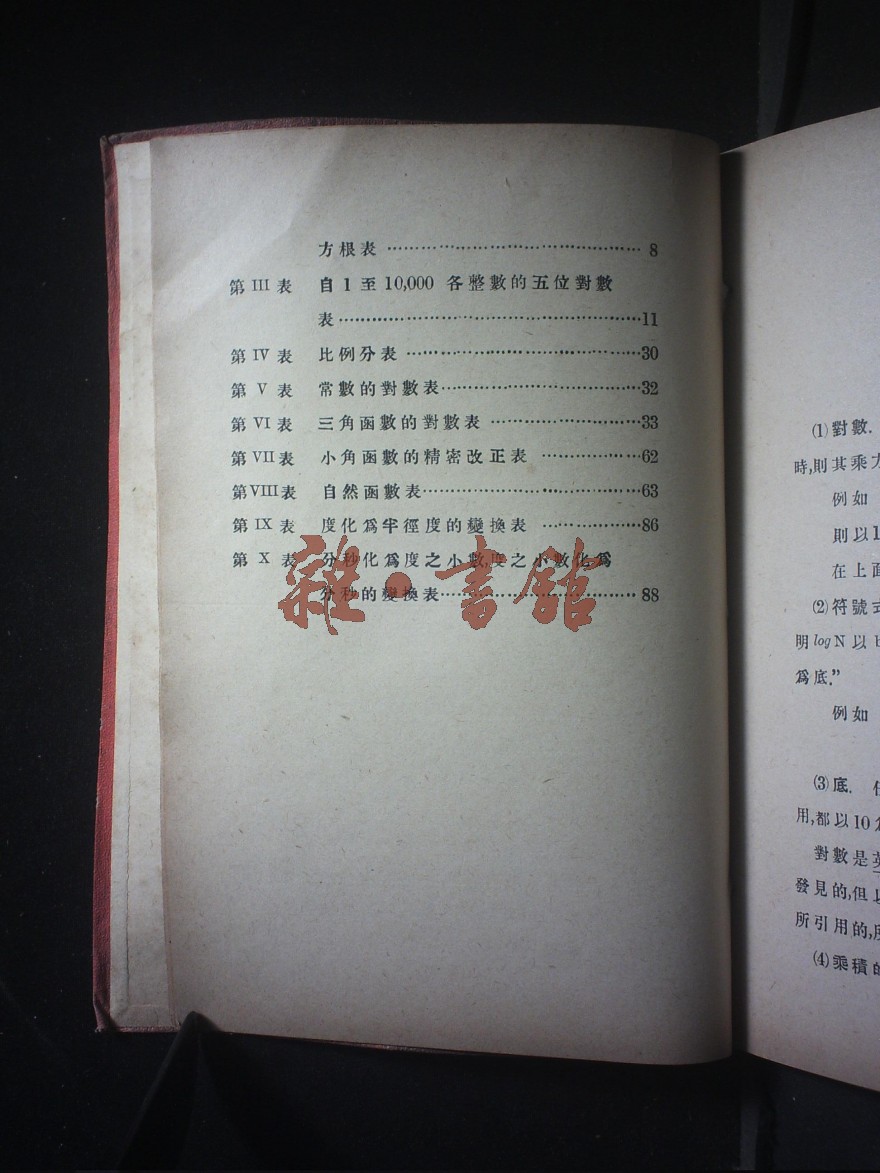 方根表 ………………………………… 8
第 III 表 自 1 至 10,000 各整數的五位對數
表 ………………………………… 11
第 IV 表 比例分表 ………………………………… 30
第 V 表 常數的對數表 ………………………………… 32
第 VI 表 三角函數的對數表 ………………………………… 33
第 VII 表 小角函數的精密改正表 ………………………………… 62
第 VIII 表 自然函數表 ………………………………… 63
第 IX 表 度化爲半徑度的變換表 ………………………………… 86
第 X 表 分秒化爲度之小數,度之小數化爲
分秒的變換表 ………………………………… 88
雜·書館
(1) 對數.
時,則其乘方
例如
則以1
在上面
(2) 符號式
明 log N 以
爲底."
例如
(3) 底.
用,都以10爲
對數是英
發見的,但以
所引用的,
(4) 乘積的